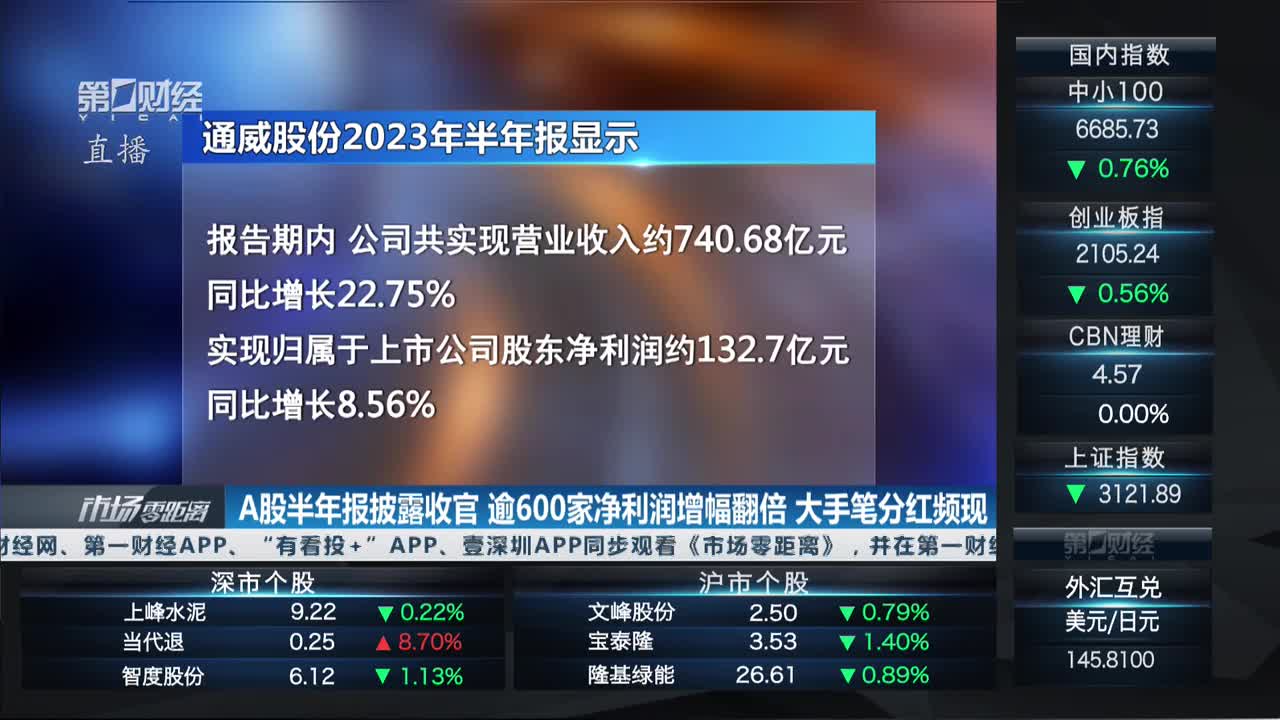 第一财经
YICAI
直播
通威股份2023年半年报显示
报告期内 公司共实现营业收入约740.68亿元
同比增长22.75%
实现归属于上市公司股东净利润约132.7亿元
同比增长8.56%
市场零距离
A股半年报披露收官 逾600家净利润增幅翻倍 大手笔分红频现
财经网、第一财经APP、“有看投+”APP、壹深圳APP同步观看《市场零距离》，并在第一财经
深市个股
上峰水泥 9.22 ▼0.22%
当代退 0.25 ▲8.70%
智度股份 6.12 ▼1.13%
沪市个股
文峰股份 2.50 ▼0.79%
宝泰隆 3.53 ▼1.40%
隆基绿能 26.61 ▼0.89%
国内指数
中小100
6685.73
▼ 0.76%
创业板指
2105.24
▼ 0.56%
CBN理财
4.57
0.00%
上证指数
▼ 3121.89
第一财经
YICAI
外汇互兑
美元/日元
145.8100